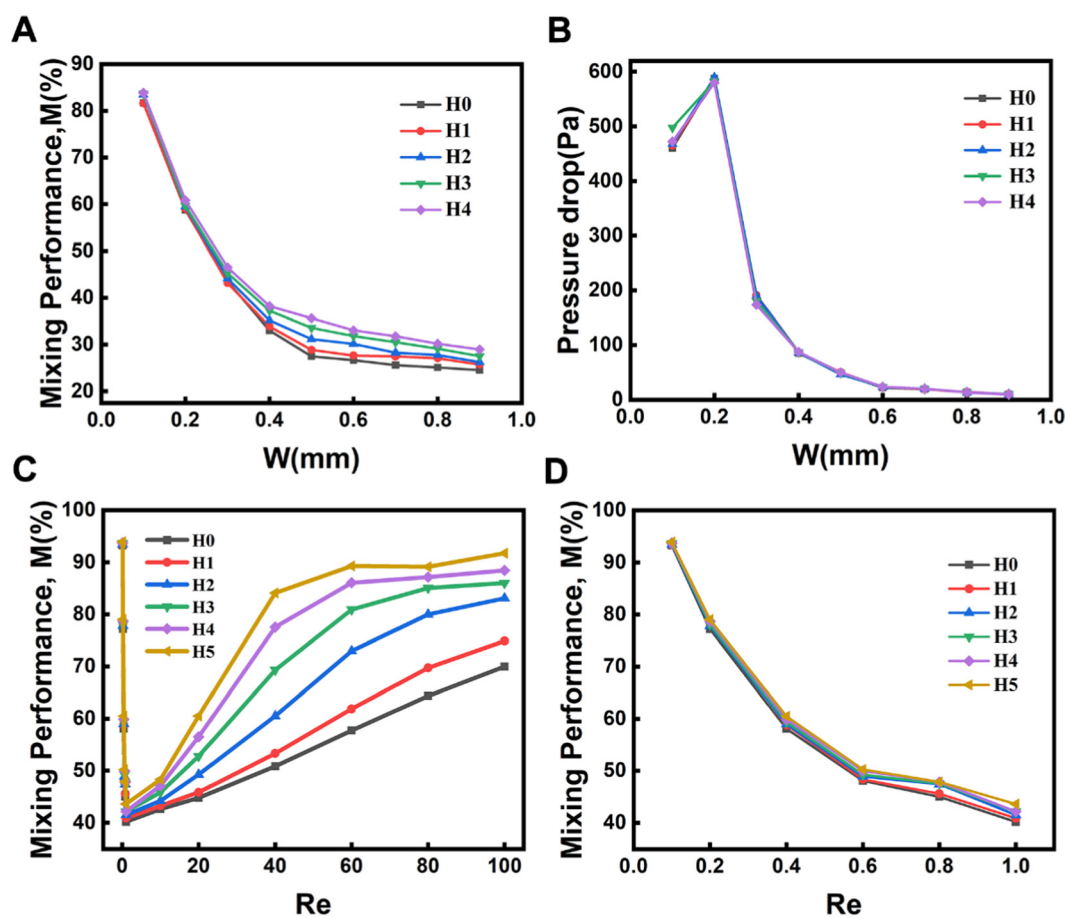 A
Mixing Performance,M(%)
90
80
70
60
50
40
30
20
0.0 0.2 0.4 0.6 0.8 1.0
W(mm)
H0
H1
H2
H3
H4
B
Pressure drop(Pa)
600
500
400
300
200
100
0
0.0 0.2 0.4 0.6 0.8 1.0
W(mm)
H0
H1
H2
H3
H4
C
Mixing Performance, M(%)
100
90
80
70
60
50
40
0 20 40 60 80 100
Re
H0
H1
H2
H3
H4
H5
D
Mixing Performance, M(%)
100
90
80
70
60
50
40
0.0 0.2 0.4 0.6 0.8 1.0
Re
H0
H1
H2
H3
H4
H5